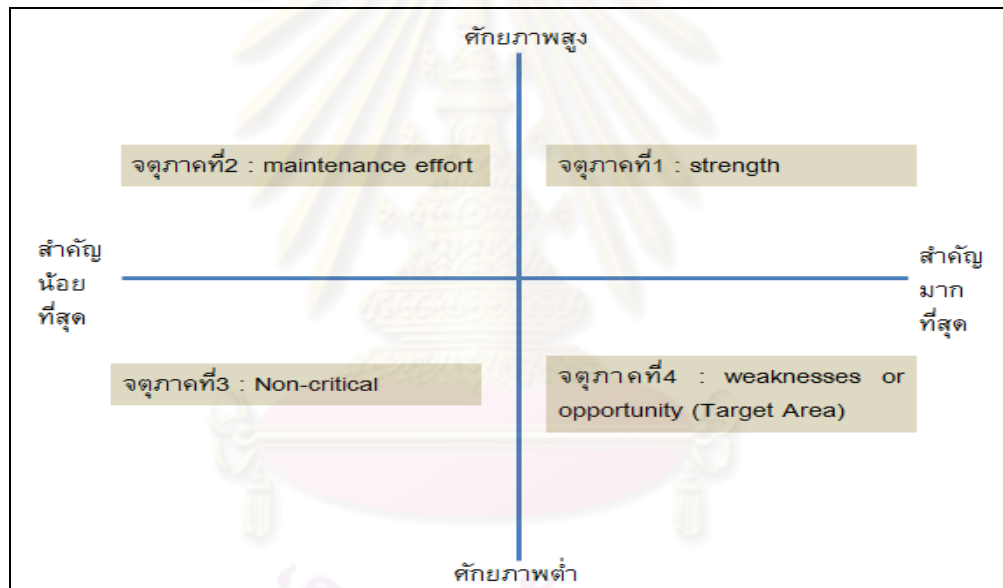 ศักยภาพสูง
จตุภาคที่2 : maintenance effort
จตุภาคที่1 : strength
สำคัญ
น้อย
ที่สุด
สำคัญ
มาก
ที่สุด
จตุภาคที่3 : Non-critical
จตุภาคที่4 : weaknesses or
opportunity (Target Area)
ศักยภาพต่ำ